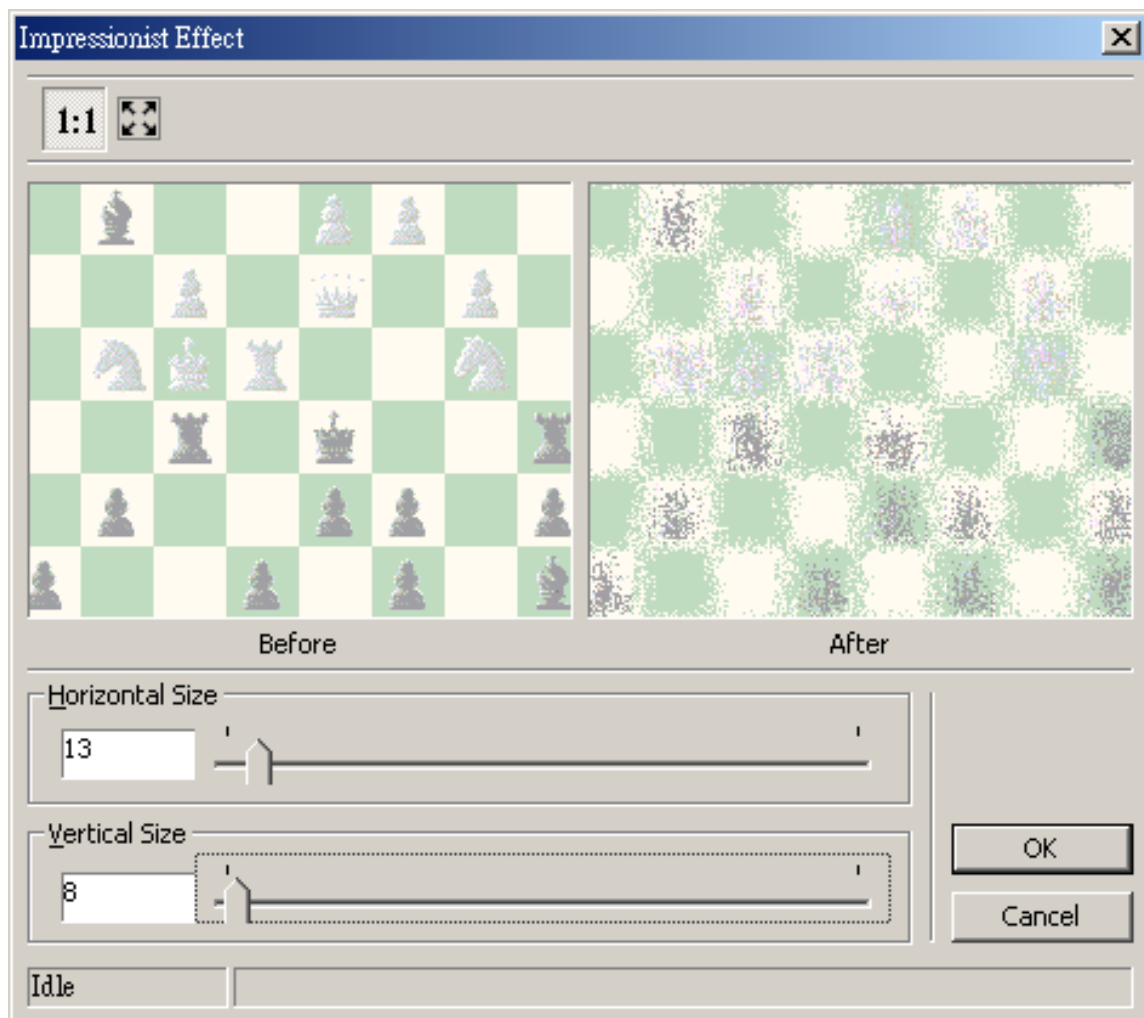 Impressionist Effect
1:1
Before
After
Horizontal Size
13
Vertical Size
8
OK
Cancel
Idle